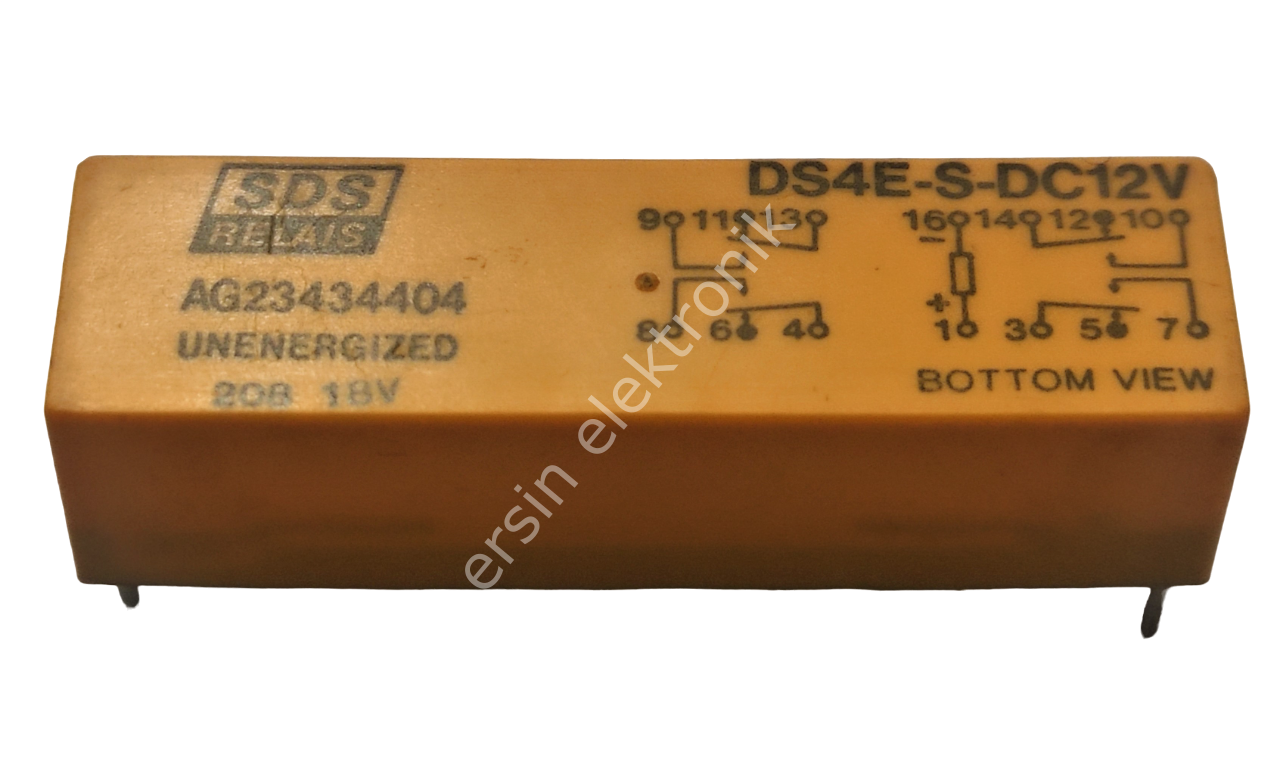 SDS
RELAIS
AG23434404
UNENERGIZED
208 18V
DS4E-S-DC12V
9 11 13 16 14 12 10
−
+
8 6 4 1 3 5 7
BOTTOM VIEW
ersin elektronik